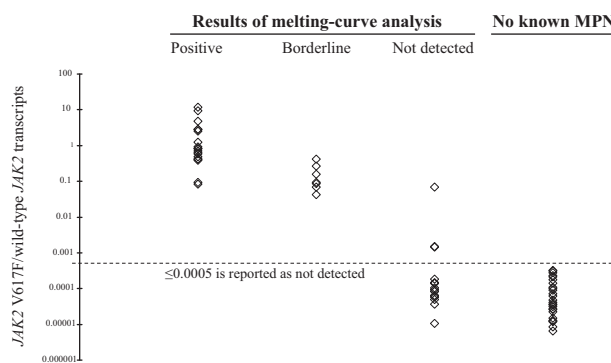 Results of melting-curve analysis
No known MPN
Positive
Borderline
Not detected
JAK2 V617F/wild-type JAK2 transcripts
100
10
1
0.1
0.01
0.001
0.0001
0.00001
0.000001
≤0.0005 is reported as not detected